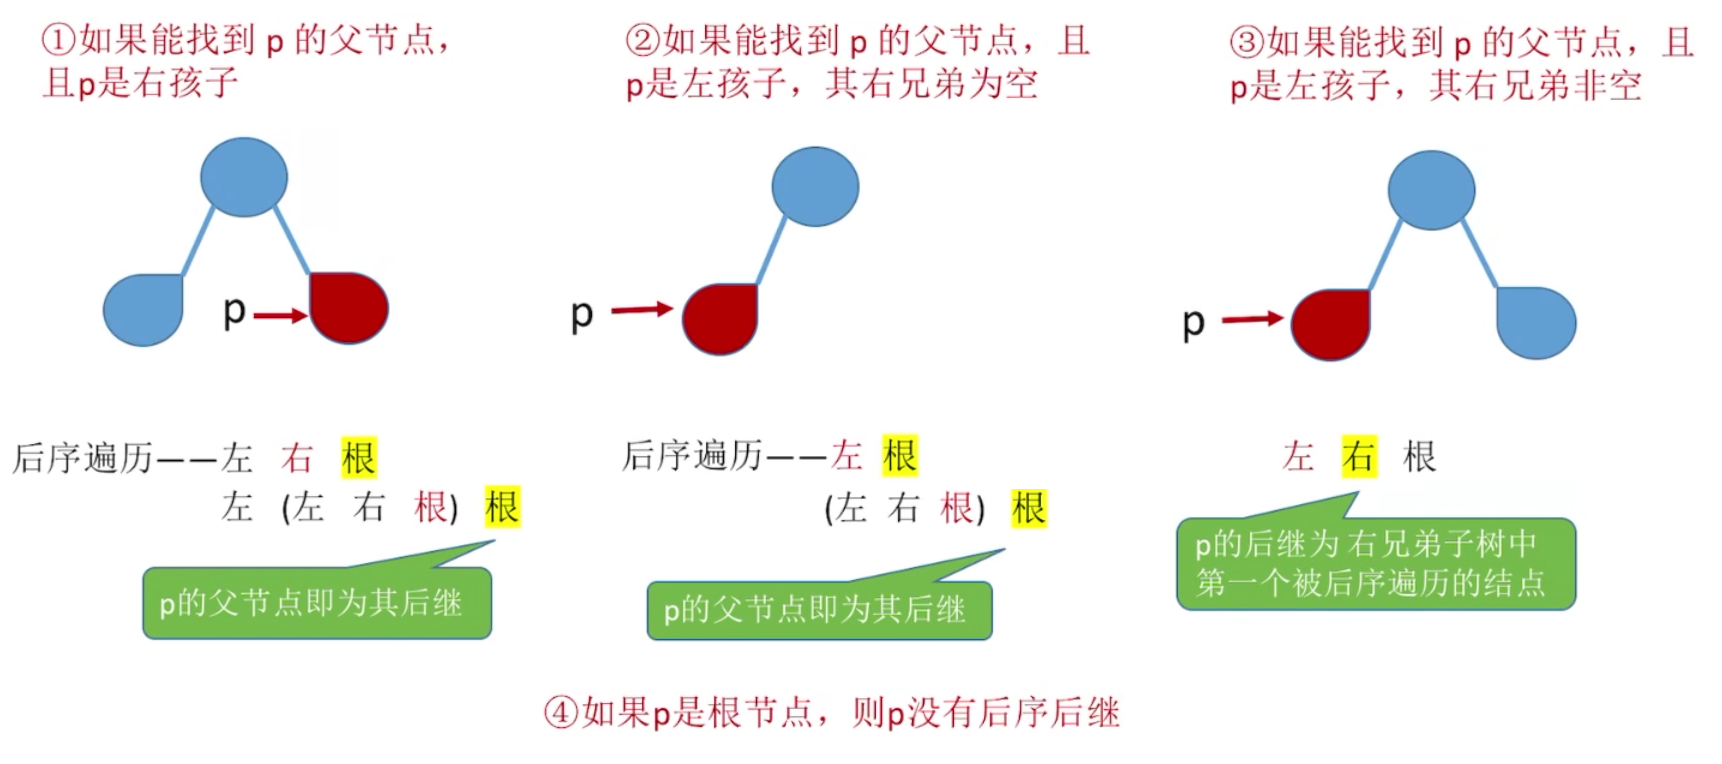 ①如果能找到 p 的父节点，
且p是右孩子
p
后序遍历——左 右 根
左 (左 右 根) 根
p的父节点即为其后继
②如果能找到 p 的父节点，且
p是左孩子，其右兄弟为空
p
后序遍历——左 根
(左 右 根) 根
p的父节点即为其后继
③如果能找到 p 的父节点，且
p是左孩子，其右兄弟非空
p
左 右 根
p的后继为 右兄弟子树中
第一个被后序遍历的结点
④如果p是根节点，则p没有后序后继